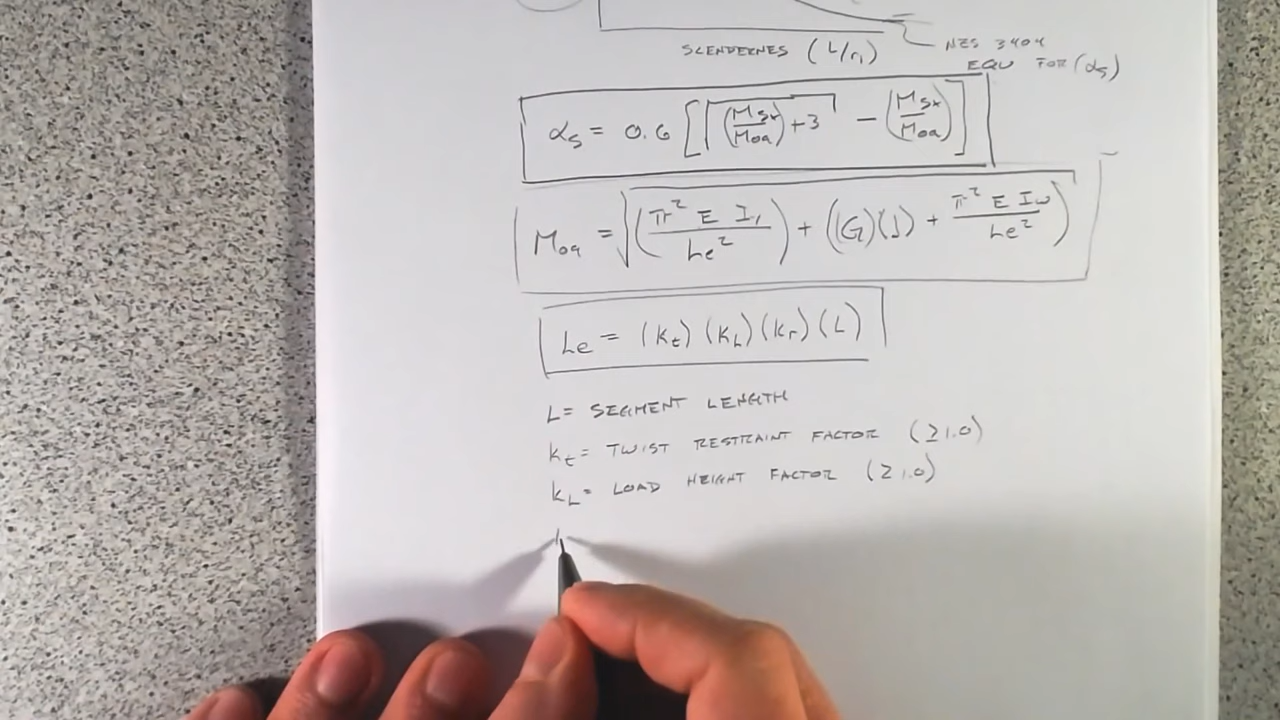 SLENDERNES (L/r₁)
NZS 3404
EQU FOR (αs)
αs = 0.6 [√((Msx/Moa) + 3) - (Msx/Moa)]
Moa = √((π² E I₁/Le²) + ((G)(J) + π² E Iw/Le²))
Le = (kt) (kL) (kr) (L)
L = SEGMENT LENGTH
kt = TWIST RESTRAINT FACTOR (≥1.0)
kL = LOAD HEIGHT FACTOR (≥1.0)